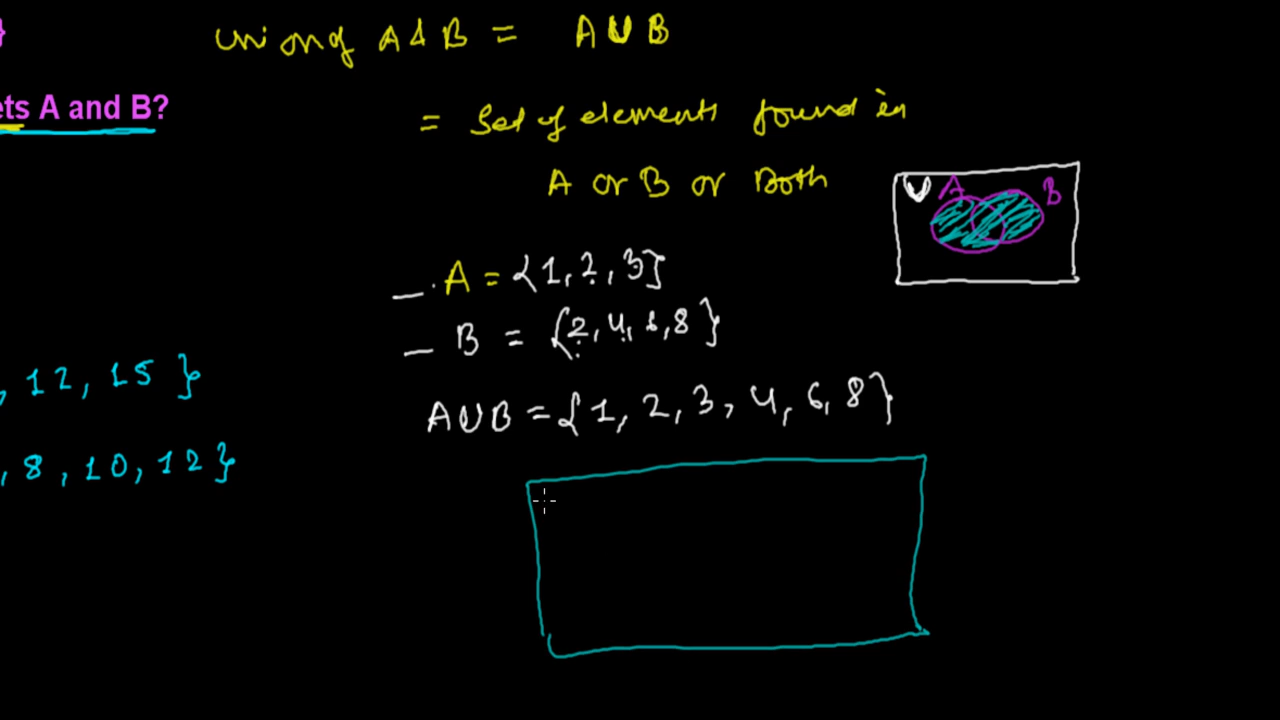 }
union of A & B = A U B
ets A and B?
= Set of elements found in
A or B or Both
U A B
A = {1, 2, 3}
B = {2, 4, 6, 8}
, 12, 15 }
A U B = {1, 2, 3, 4, 6, 8}
, 8, 10, 12}